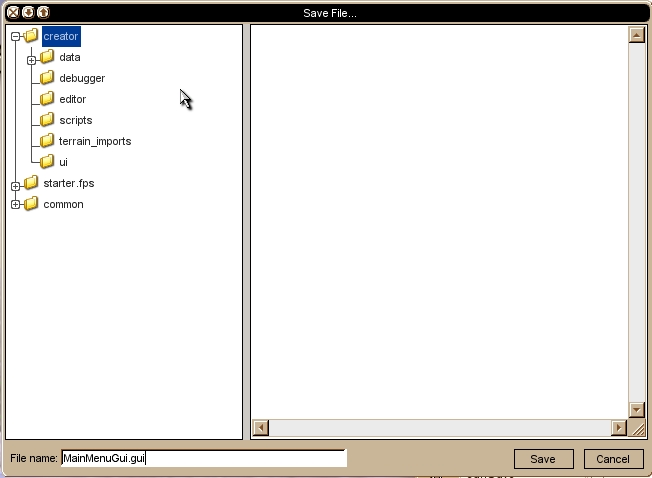 Save File...
creator
data
debugger
editor
scripts
terrain_imports
ui
starter.fps
common
File name: MainMenuGui.gui
Save Cancel